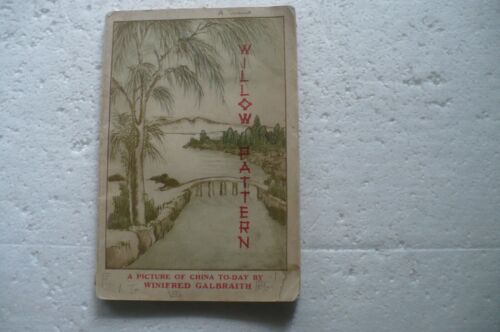 WILLOW PATTERN
A PICTURE OF CHINA TO-DAY BY
WINIFRED GALBRAITH